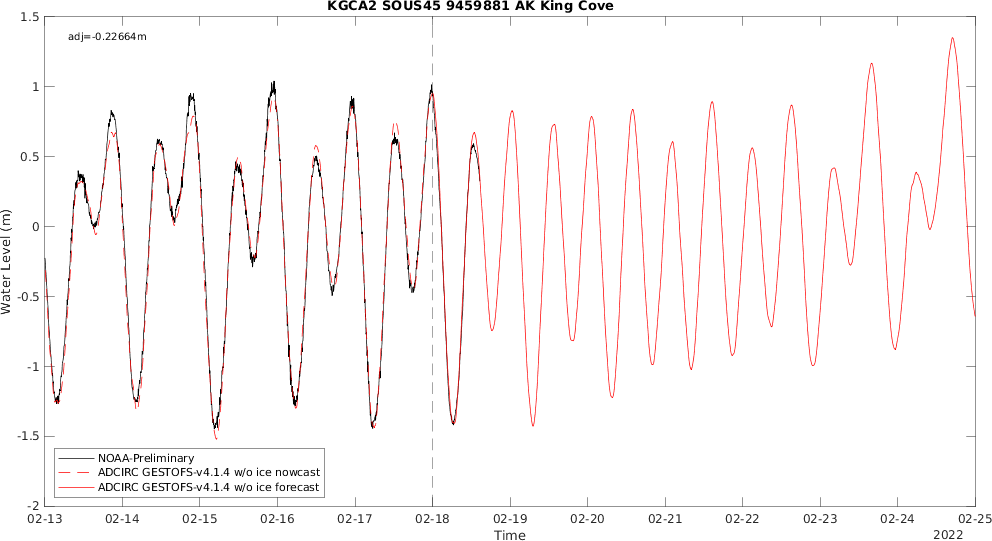 KGCA2 SOUS45 9459881 AK King Cove
adj=-0.22664m
1.5
1
0.5
0
-0.5
-1
-1.5
-2
Water Level (m)
NOAA-Preliminary
ADCIRC GESTOFS-v4.1.4 w/o ice nowcast
ADCIRC GESTOFS-v4.1.4 w/o ice forecast
02-13 02-14 02-15 02-16 02-17 02-18 02-19 02-20 02-21 02-22 02-23 02-24 02-25
Time
2022